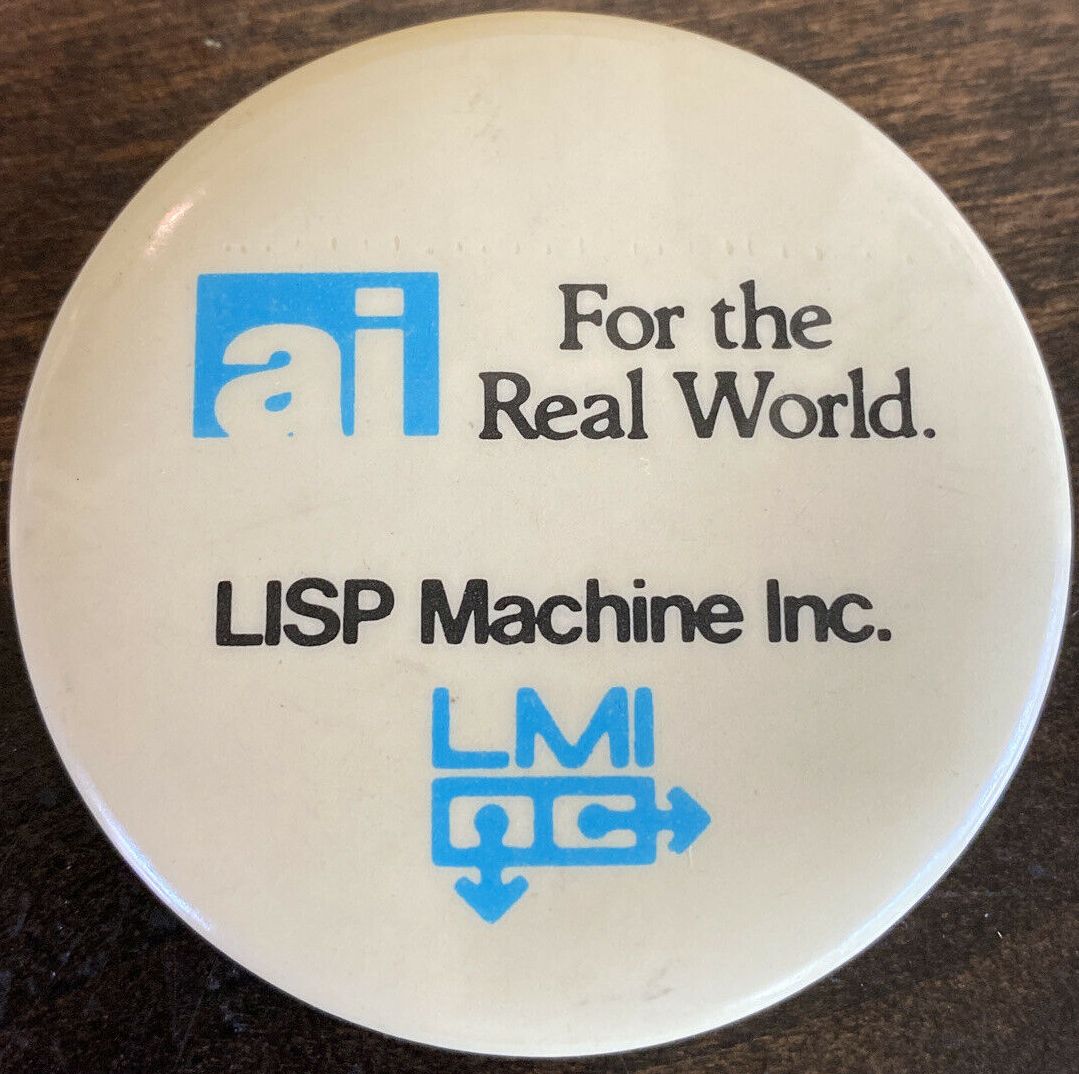 ai For the
Real World.
LISP Machine Inc.
LMI